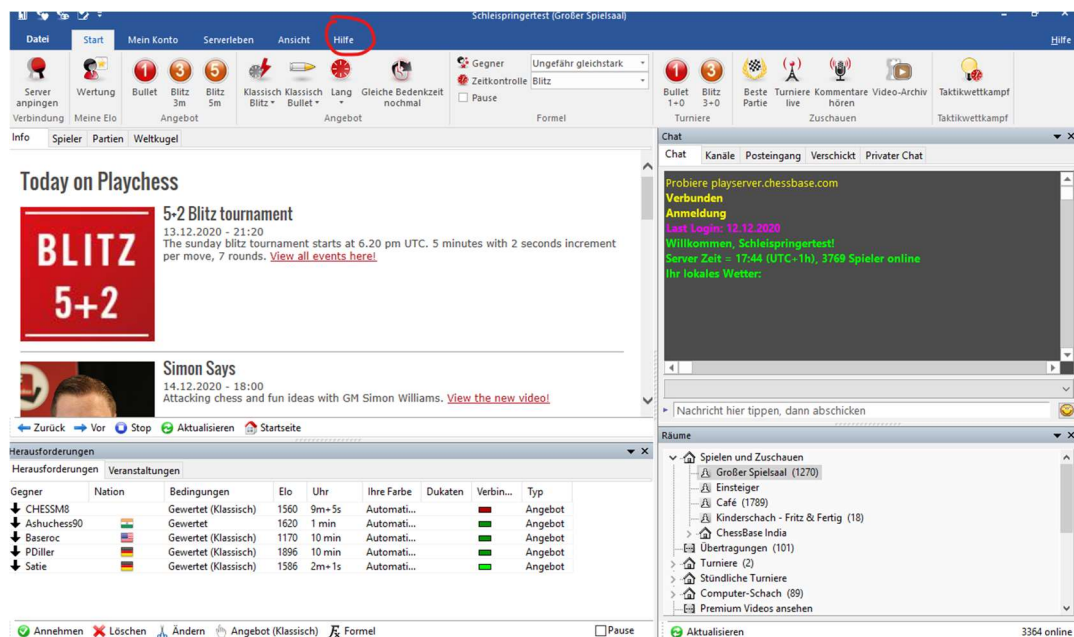 Schleispringertest (Großer Spielsaal)
Datei Start Mein Konto Serverleben Ansicht Hilfe Hilfe
Server anpingen
Wertung
1 Bullet
3 Blitz 3m
5 Blitz 5m
Klassisch Blitz
Klassisch Bullet
Lang
Gleiche Bedenkzeit nochmal
Gegner Ungefähr gleichstark
Zeitkontrolle Blitz
Pause
1 Bullet 1+0
3 Blitz 3+0
Beste Partie
Turniere live
Kommentare hören
Video-Archiv
Taktikwettkampf
Verbindung Meine Elo Angebot Angebot Formel Turniere Zuschauen Taktikwettkampf
Info Spieler Partien Weltkugel
Today on Playchess
BLITZ
5+2
5+2 Blitz tournament
13.12.2020 - 21:20
The sunday blitz tournament starts at 6.20 pm UTC. 5 minutes with 2 seconds increment
per move, 7 rounds. View all events here!
Simon Says
14.12.2020 - 18:00
Attacking chess and fun ideas with GM Simon Williams. View the new video!
Zurück Vor Stop Aktualisieren Startseite
Herausforderungen
Herausforderungen Veranstaltungen
Gegner Nation Bedingungen Elo Uhr Ihre Farbe Dukaten Verbin... Typ
CHESSM8 Gewertet (Klassisch) 1560 9m+5s Automati... Angebot
Ashuchess90 Gewertet 1620 1 min Automati... Angebot
Baseroc Gewertet (Klassisch) 1170 10 min Automati... Angebot
PDiller Gewertet (Klassisch) 1896 10 min Automati... Angebot
Satie Gewertet (Klassisch) 1586 2m+1s Automati... Angebot
Annehmen Löschen Ändern Angebot (Klassisch) Formel Pause
Chat
Chat Kanäle Posteingang Verschickt Privater Chat
Probiere playserver.chessbase.com
Verbunden
Anmeldung
Last Login: 12.12.2020
Willkommen, Schleispringertest!
Server Zeit = 17:44 (UTC+1h), 3769 Spieler online
Ihr lokales Wetter:
Nachricht hier tippen, dann abschicken
Räume
Spielen und Zuschauen
Großer Spielsaal (1270)
Einsteiger
Café (1789)
Kinderschach - Fritz & Fertig (18)
ChessBase India
Übertragungen (101)
Turniere (2)
Stündliche Turniere
Computer-Schach (89)
Premium Videos ansehen
Aktualisieren 3364 online